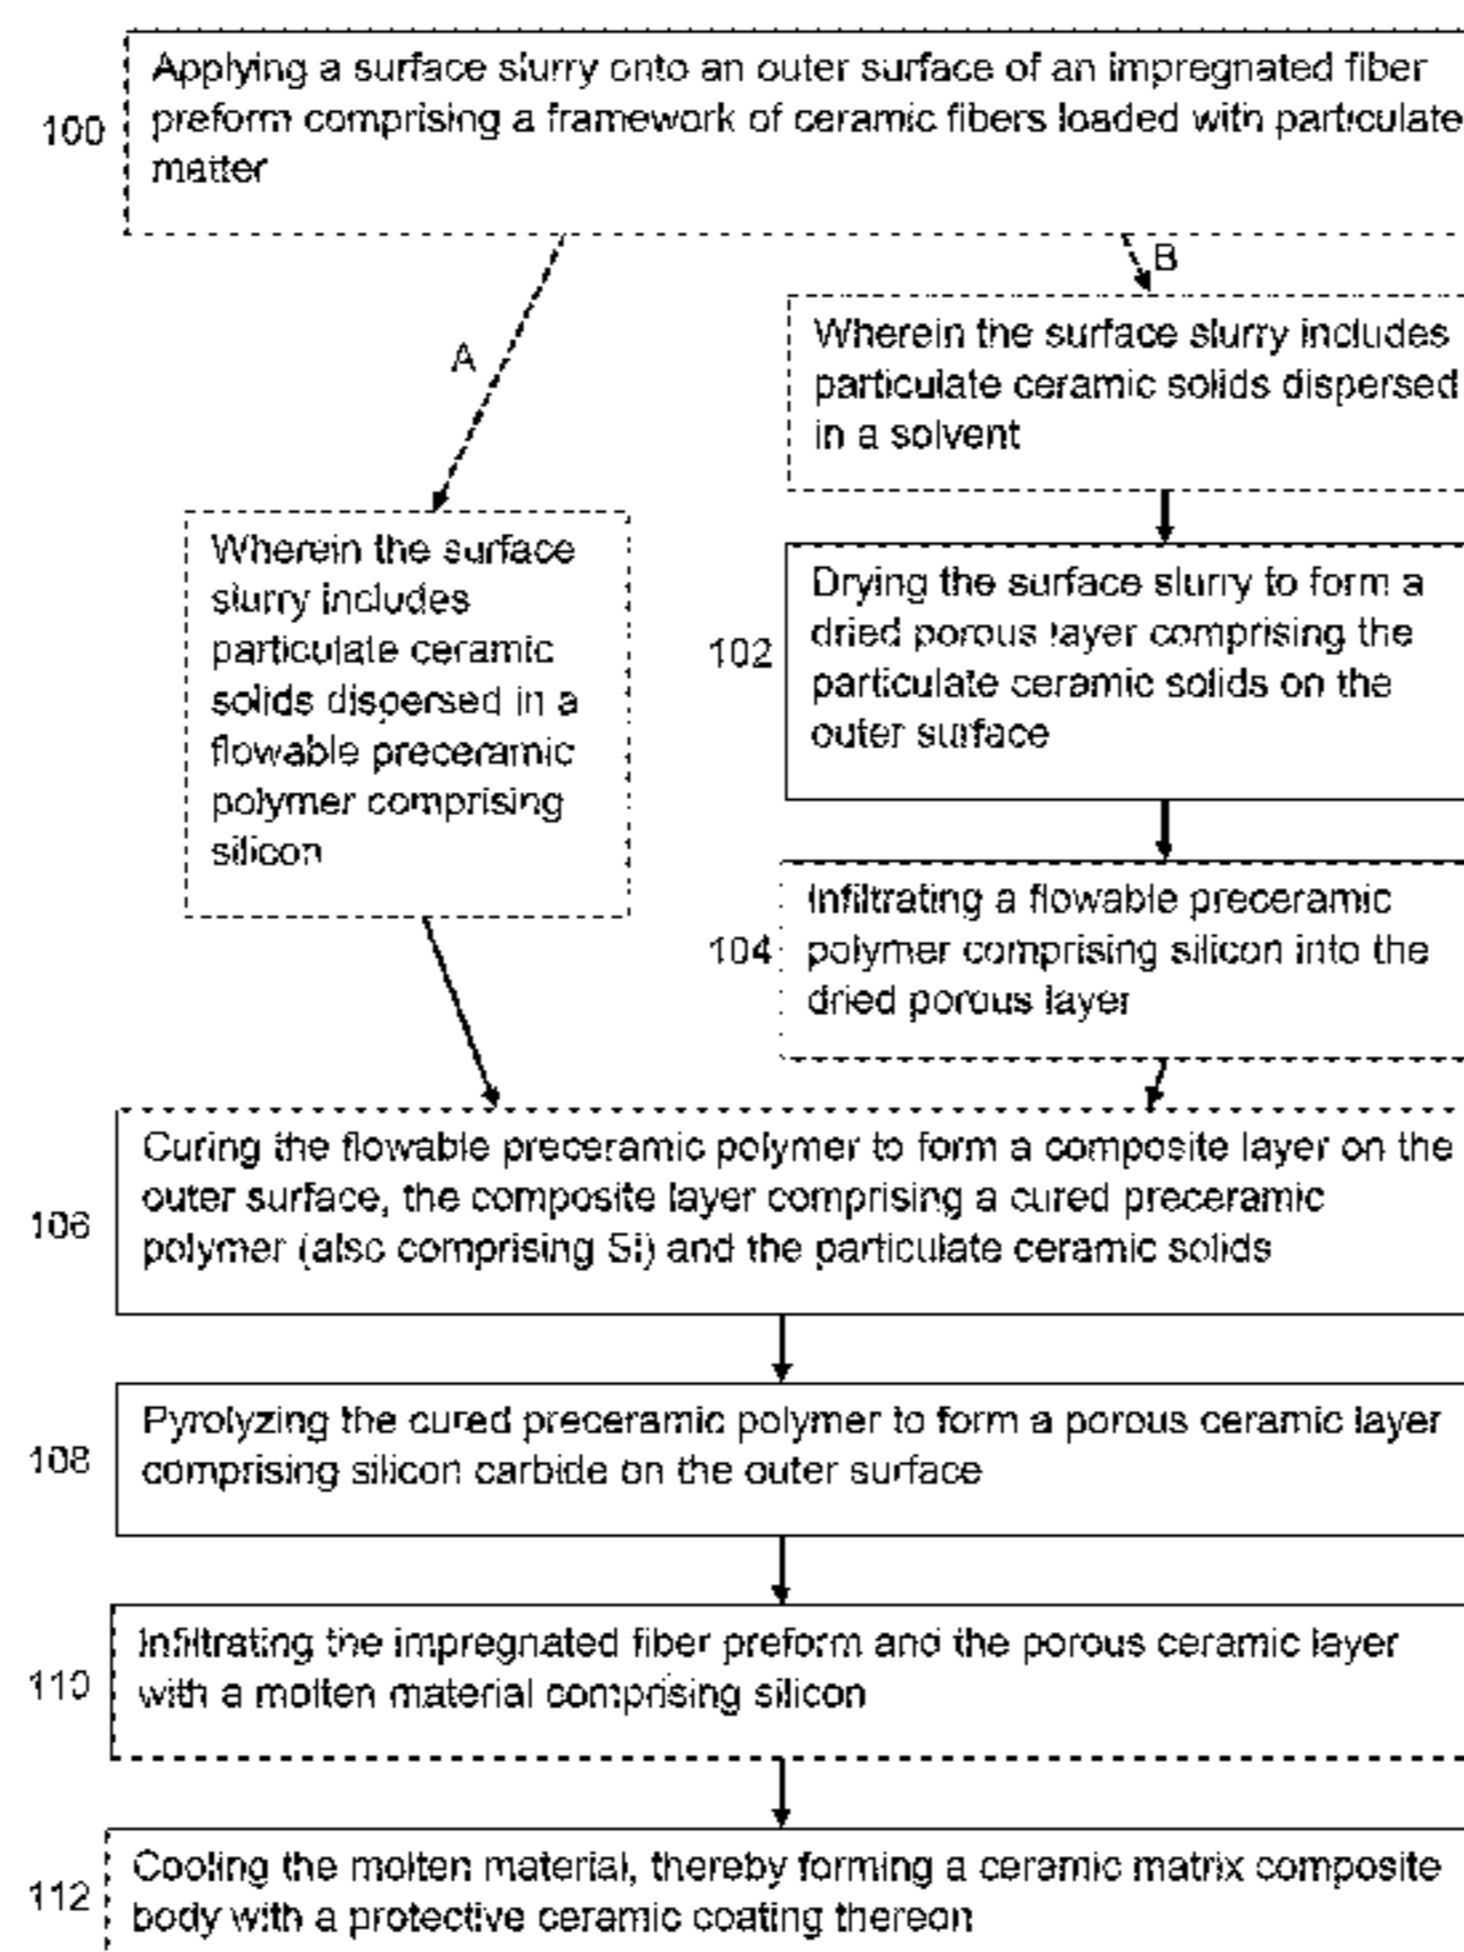 100
Applying a surface slurry onto an outer surface of an impregnated fiber
preform comprising a framework of ceramic fibers loaded with particulate
matter
A
B
Wherein the surface
slurry includes
particulate ceramic
solids dispersed in a
flowable preceramic
polymer comprising
silicon
Wherein the surface slurry includes
particulate ceramic solids dispersed
in a solvent
102
Drying the surface slurry to form a
dried porous layer comprising the
particulate ceramic solids on the
outer surface
104
Infiltrating a flowable preceramic
polymer comprising silicon into the
dried porous layer
106
Curing the flowable preceramic polymer to form a composite layer on the
outer surface, the composite layer comprising a cured preceramic
polymer (also comprising Si) and the particulate ceramic solids
108
Pyrolyzing the cured preceramic polymer to form a porous ceramic layer
comprising silicon carbide on the outer surface
110
Infiltrating the impregnated fiber preform and the porous ceramic layer
with a molten material comprising silicon
112
Cooling the molten material, thereby forming a ceramic matrix composite
body with a protective ceramic coating thereon